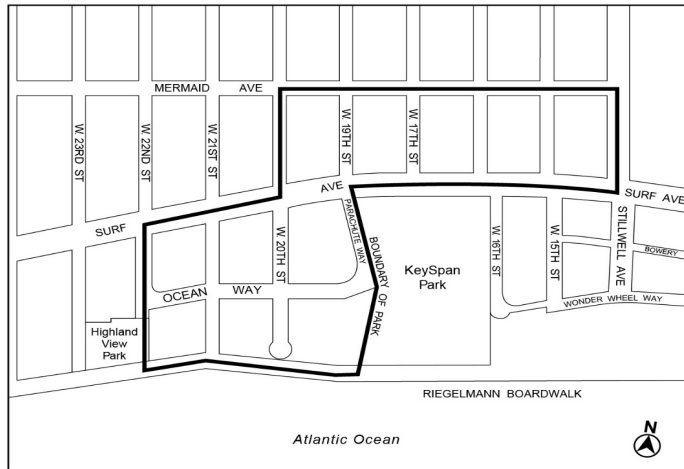 MERMAID AVE
W. 23RD ST
W. 22ND ST
W. 21ST ST
W. 19TH ST
W. 17TH ST
SURF AVE
SURF AVE
W. 20TH ST
PARACHUTE WAY
BOUNDARY OF PARK
KeySpan
Park
W. 16TH ST
W. 15TH ST
STILLWELL AVE
BOWERY
WONDER WHEEL WAY
OCEAN WAY
Highland
View
Park
RIEGELMANN BOARDWALK
Atlantic Ocean
N